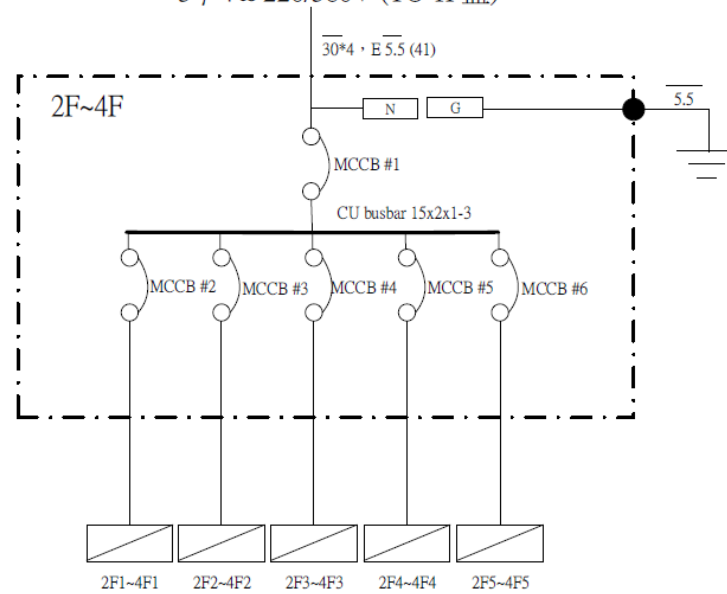 30*4，E 5.5 (41)
2F~4F
N
G
5.5
MCCB #1
CU busbar 15x2x1-3
MCCB #2
MCCB #3
MCCB #4
MCCB #5
MCCB #6
2F1~4F1
2F2~4F2
2F3~4F3
2F4~4F4
2F5~4F5